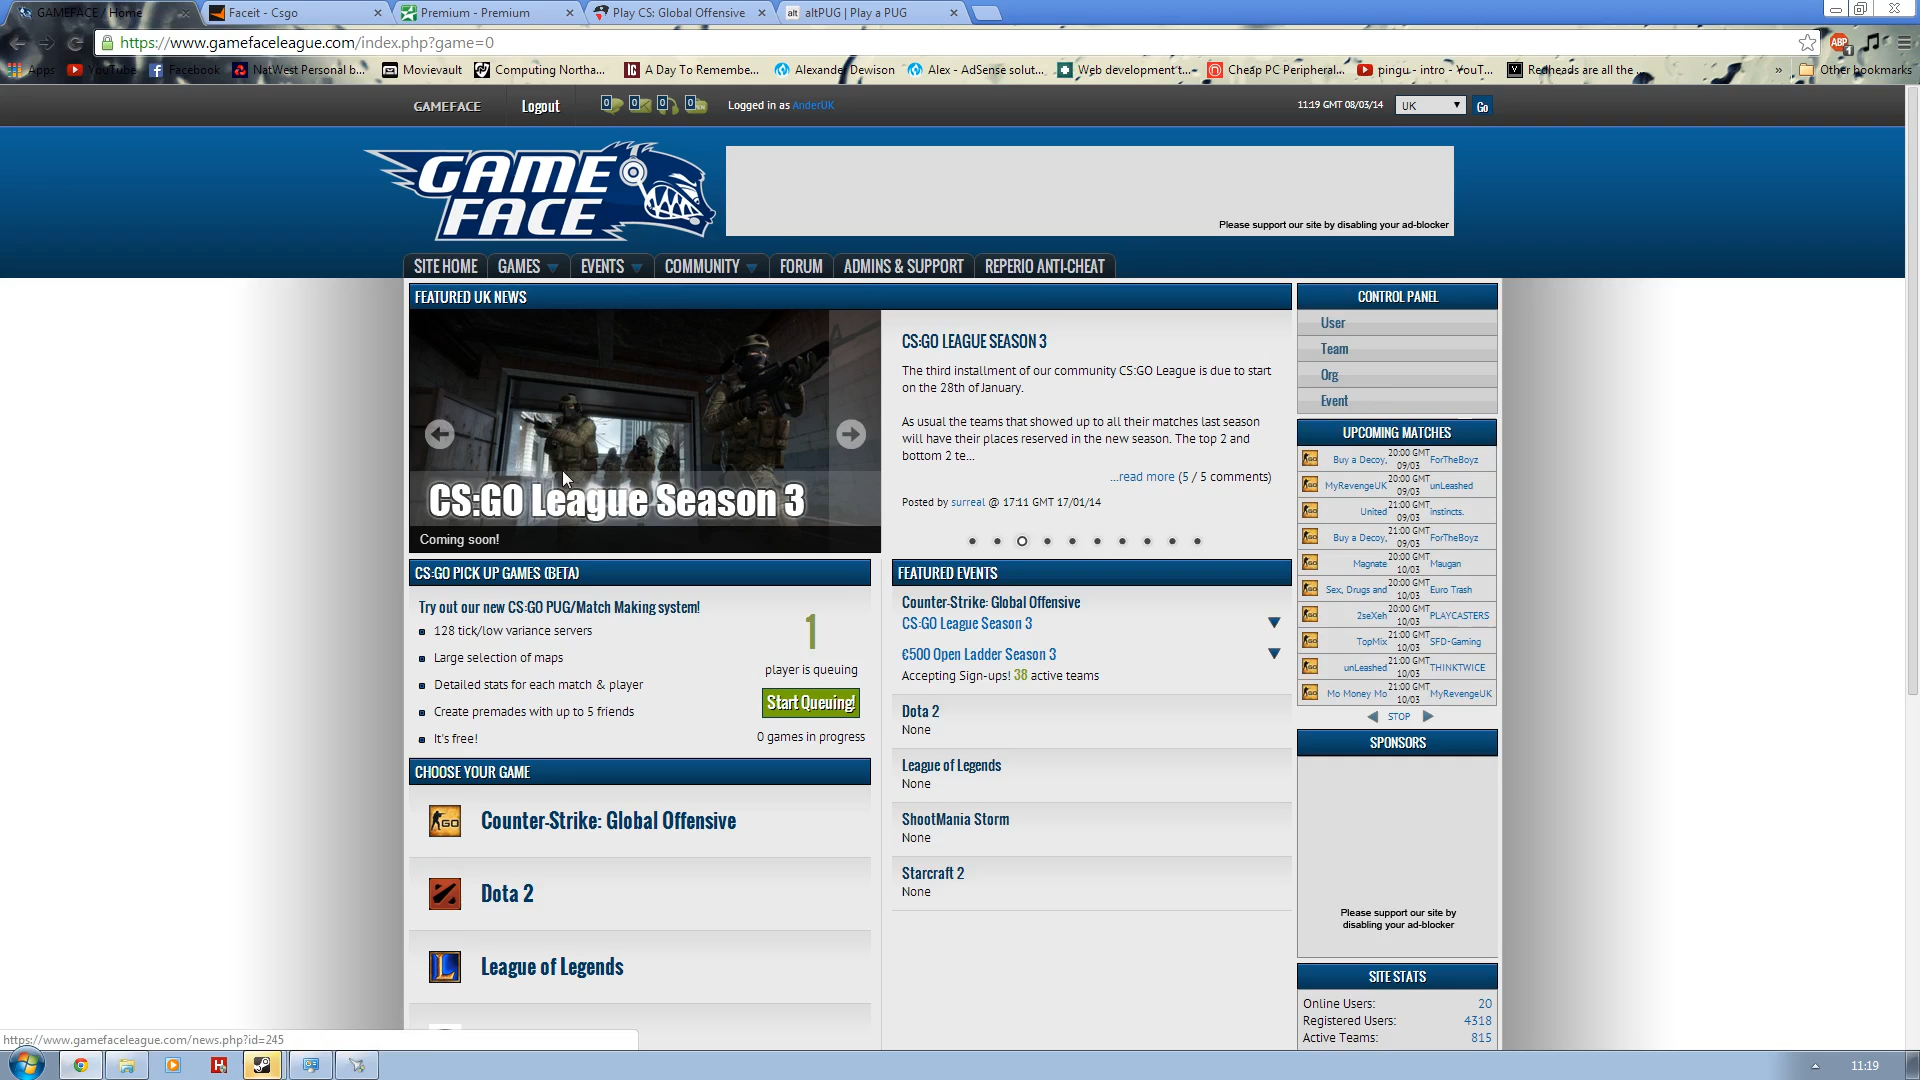 GAMEFACE / Home
Faceit - Csgo
Premium - Premium
Play CS: Global Offensive
alt altPUG | Play a PUG
https://www.gamefaceleague.com/index.php?game=0
ABP
1
Apps
YouTube
Facebook
NatWest Personal b...
Movievault
Computing Northa...
A Day To Remembe...
Alexander Dewison
Alex - AdSense solut...
Web development t...
Cheap PC Peripheral...
pingu - intro - YouT...
Redheads are all the ...
»
Other bookmarks
GAMEFACE
Logout
0
0
0
0
Logged in as AnderUK
11:19 GMT 08/03/14
UK
Go
GAME
FACE
Please support our site by disabling your ad-blocker
SITE HOME
GAMES
EVENTS
COMMUNITY
FORUM
ADMINS & SUPPORT
REPERIO ANTI-CHEAT
FEATURED UK NEWS
CS:GO League Season 3
Coming soon!
CS:GO LEAGUE SEASON 3
The third installment of our community CS:GO League is due to start
on the 28th of January.
As usual the teams that showed up to all their matches last season
will have their places reserved in the new season. The top 2 and
bottom 2 te...
...read more (5 / 5 comments)
Posted by surreal @ 17:11 GMT 17/01/14
CS:GO PICK UP GAMES (BETA)
Try out our new CS:GO PUG/Match Making system!
128 tick/low variance servers
Large selection of maps
Detailed stats for each match & player
Create premades with up to 5 friends
It's free!
1
player is queuing
Start Queuing!
0 games in progress
CHOOSE YOUR GAME
GO
Counter-Strike: Global Offensive
Dota 2
L
League of Legends
FEATURED EVENTS
Counter-Strike: Global Offensive
CS:GO League Season 3
€500 Open Ladder Season 3
Accepting Sign-ups! 38 active teams
Dota 2
None
League of Legends
None
ShootMania Storm
None
Starcraft 2
None
CONTROL PANEL
User
Team
Org
Event
UPCOMING MATCHES
Buy a Decoy, 20:00 GMT 09/03 ForTheBoyz
MyRevengeUK 20:00 GMT 09/03 unLeashed
United 21:00 GMT 09/03 instincts.
Buy a Decoy, 21:00 GMT 09/03 ForTheBoyz
Magnate 20:00 GMT 10/03 Maugan
Sex, Drugs and 20:00 GMT 10/03 Euro Trash
2seXeh 20:00 GMT 10/03 PLAYCASTERS
TopMix 21:00 GMT 10/03 SFD-Gaming
unLeashed 21:00 GMT 10/03 THINKTWICE
Mo Money Mo 21:00 GMT 10/03 MyRevengeUK
STOP
SPONSORS
Please support our site by
disabling your ad-blocker
SITE STATS
Online Users: 20
Registered Users: 4318
Active Teams: 815
https://www.gamefaceleague.com/news.php?id=245
11:19